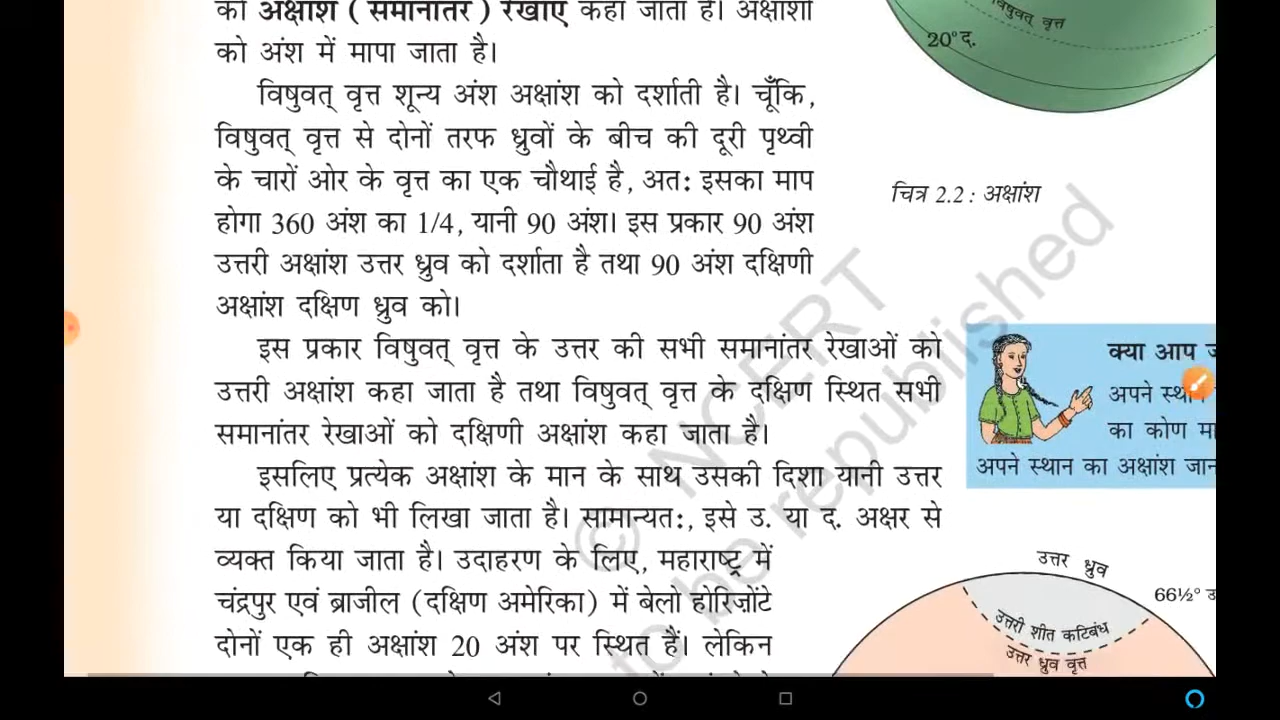 को अक्षांश (समानांतर) रेखाएँ कहा जाता है। अक्षांशों
को अंश में मापा जाता है।
विषुवत् वृत्त शून्य अंश अक्षांश को दर्शाती है। चूँकि,
विषुवत् वृत्त से दोनों तरफ ध्रुवों के बीच की दूरी पृथ्वी
के चारों ओर के वृत्त का एक चौथाई है, अतः इसका माप
होगा 360 अंश का 1/4, यानी 90 अंश। इस प्रकार 90 अंश
उत्तरी अक्षांश उत्तर ध्रुव को दर्शाता है तथा 90 अंश दक्षिणी
अक्षांश दक्षिण ध्रुव को।
इस प्रकार विषुवत् वृत्त के उत्तर की सभी समानांतर रेखाओं को
उत्तरी अक्षांश कहा जाता है तथा विषुवत् वृत्त के दक्षिण स्थित सभी
समानांतर रेखाओं को दक्षिणी अक्षांश कहा जाता है।
इसलिए प्रत्येक अक्षांश के मान के साथ उसकी दिशा यानी उत्तर
या दक्षिण को भी लिखा जाता है। सामान्यतः, इसे उ. या द. अक्षर से
व्यक्त किया जाता है। उदाहरण के लिए, महाराष्ट्र में
चंद्रपुर एवं ब्राजील (दक्षिण अमेरिका) में बेलो होरिज़ोंटे
दोनों एक ही अक्षांश 20 अंश पर स्थित हैं। लेकिन
विषुवत् वृत्त
20° द.
चित्र 2.2 : अक्षांश
क्या आप
अपने
का कोण
अपने स्थान का अक्षांश
उत्तर ध्रुव
66½° उ
उत्तरी शीत कटिबंध
उत्तर ध्रुव वृत्त
© NCERT
to be republished